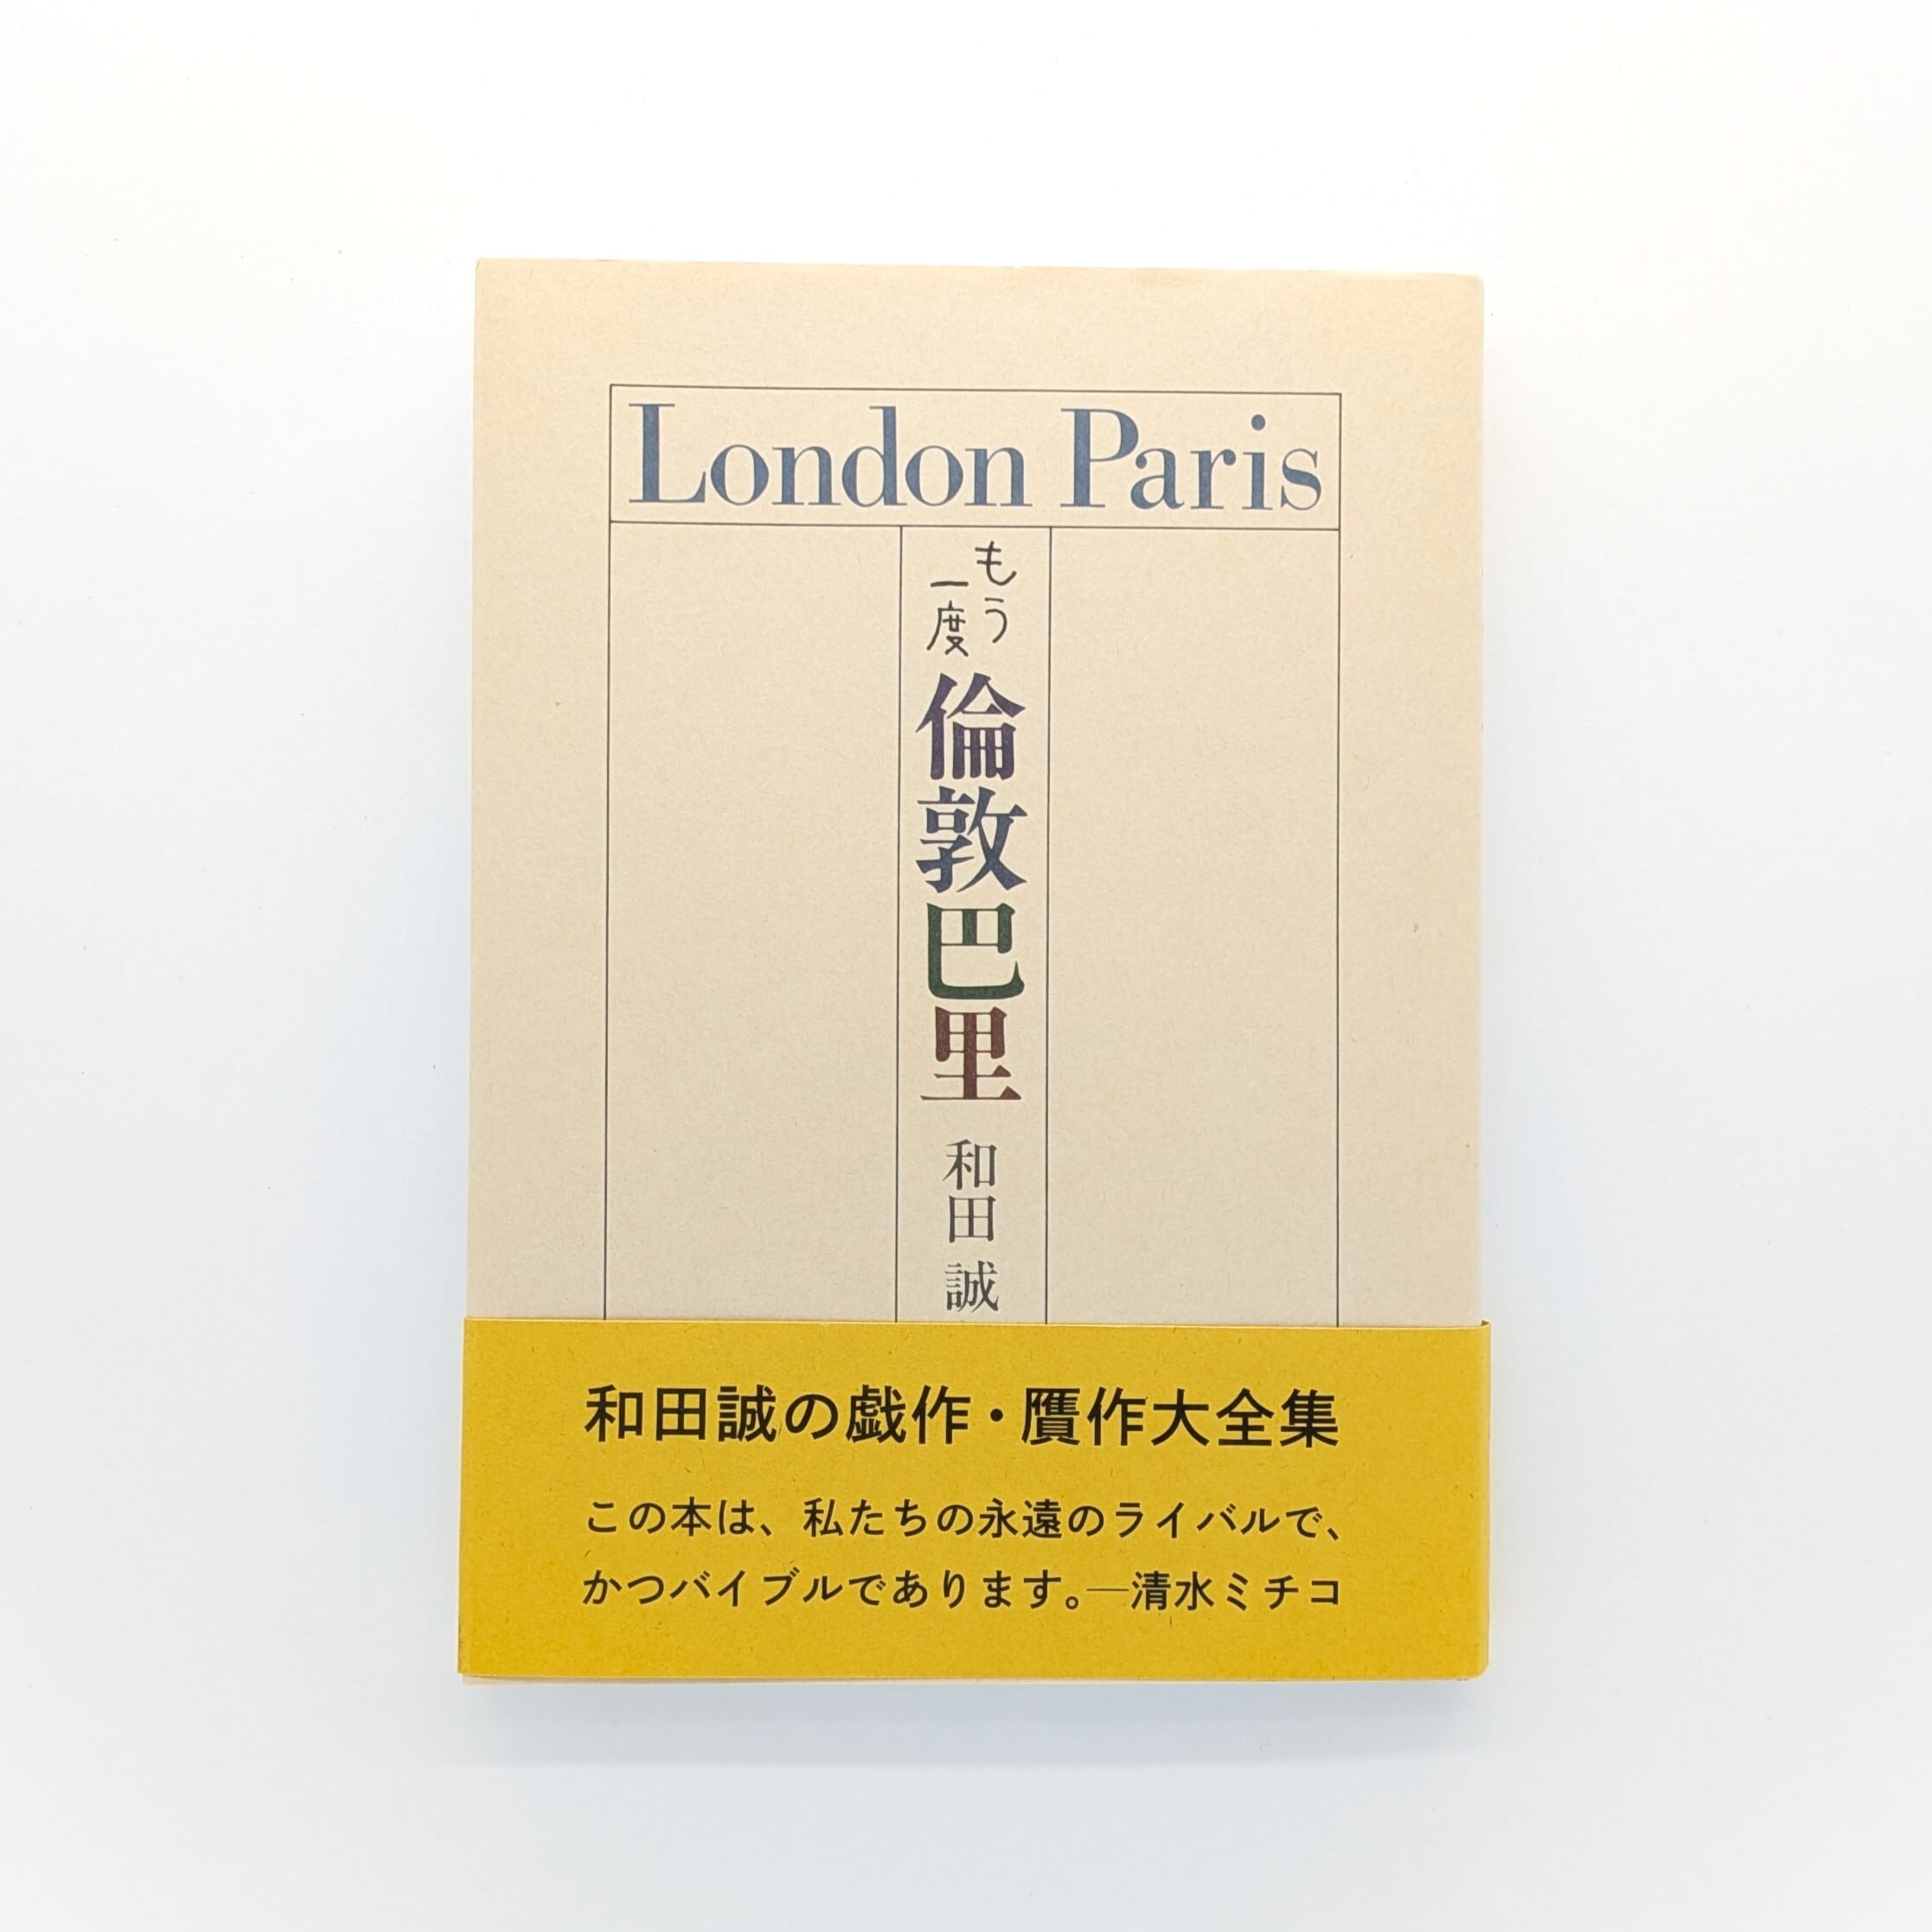 London Paris
もう
一度
倫敦巴里
和田 誠
和田誠の戯作・贋作大全集
この本は、私たちの永遠のライバルで、
かつバイブルであります。―清水ミチコ